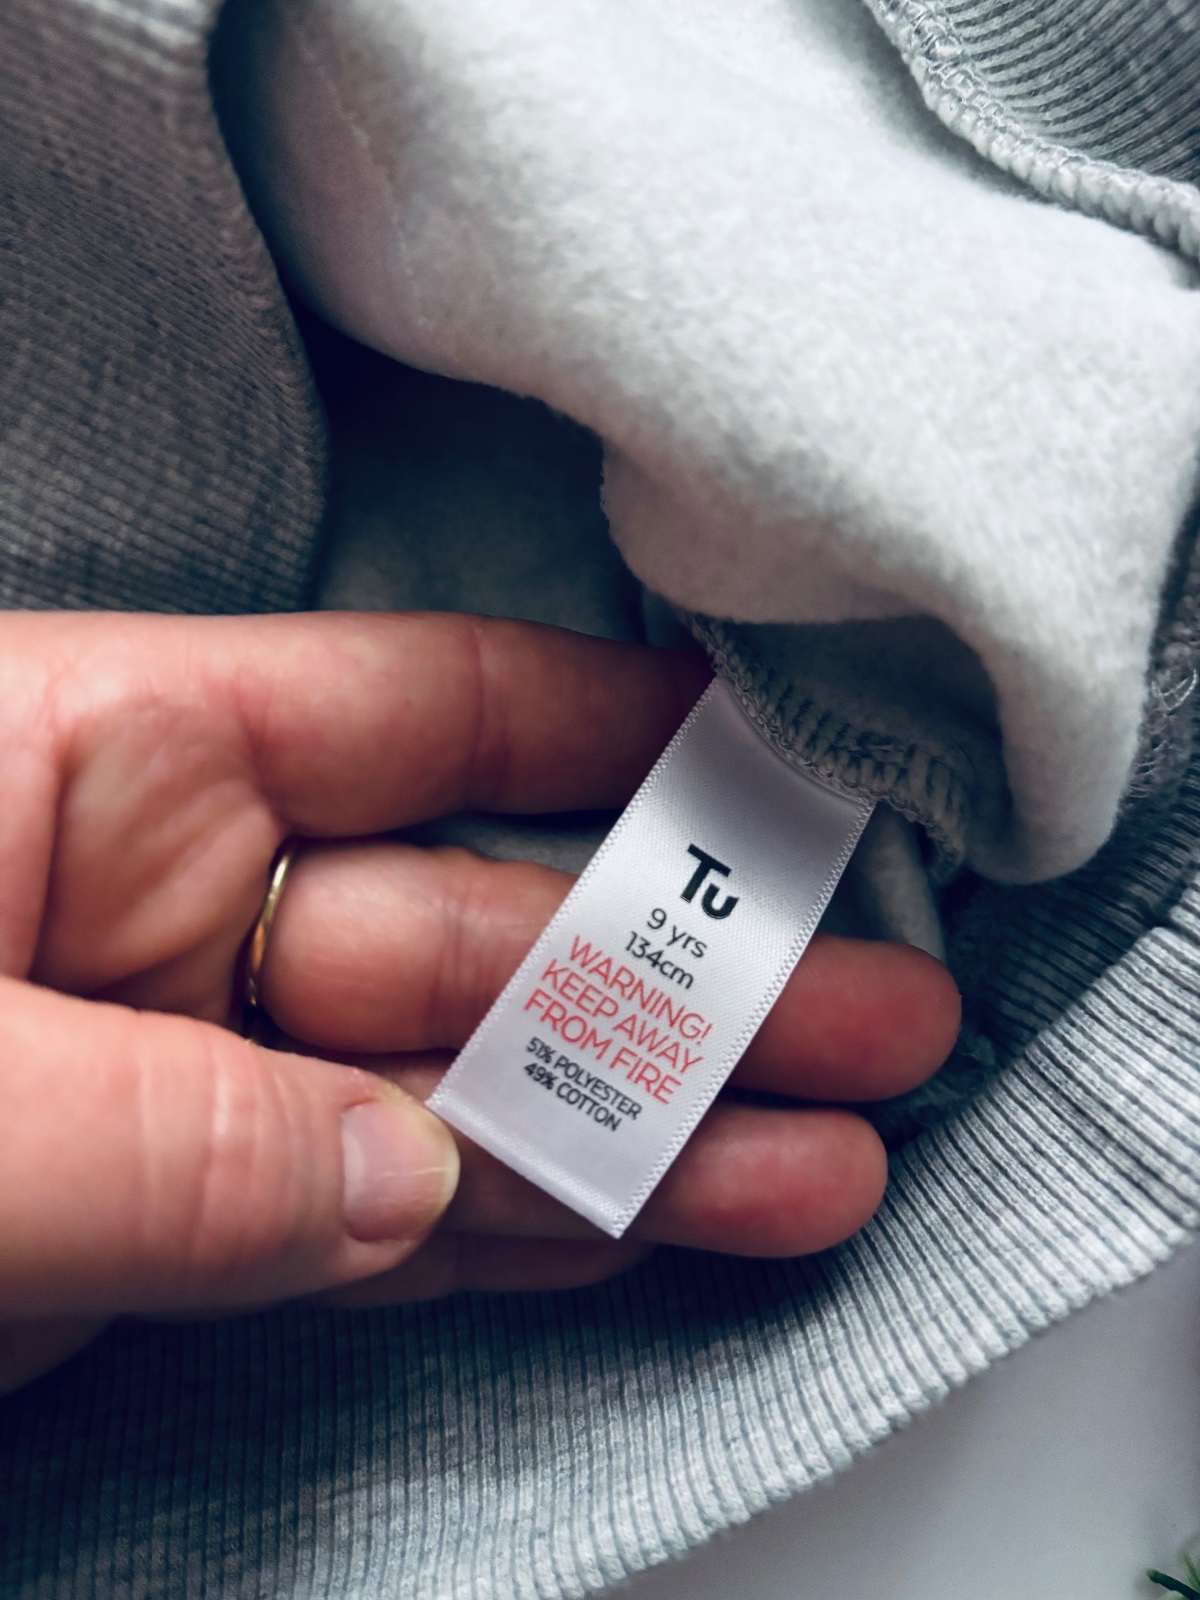 Tu
9 yrs
134cm
WARNING!
KEEP AWAY
FROM FIRE
51% POLYESTER
49% COTTON